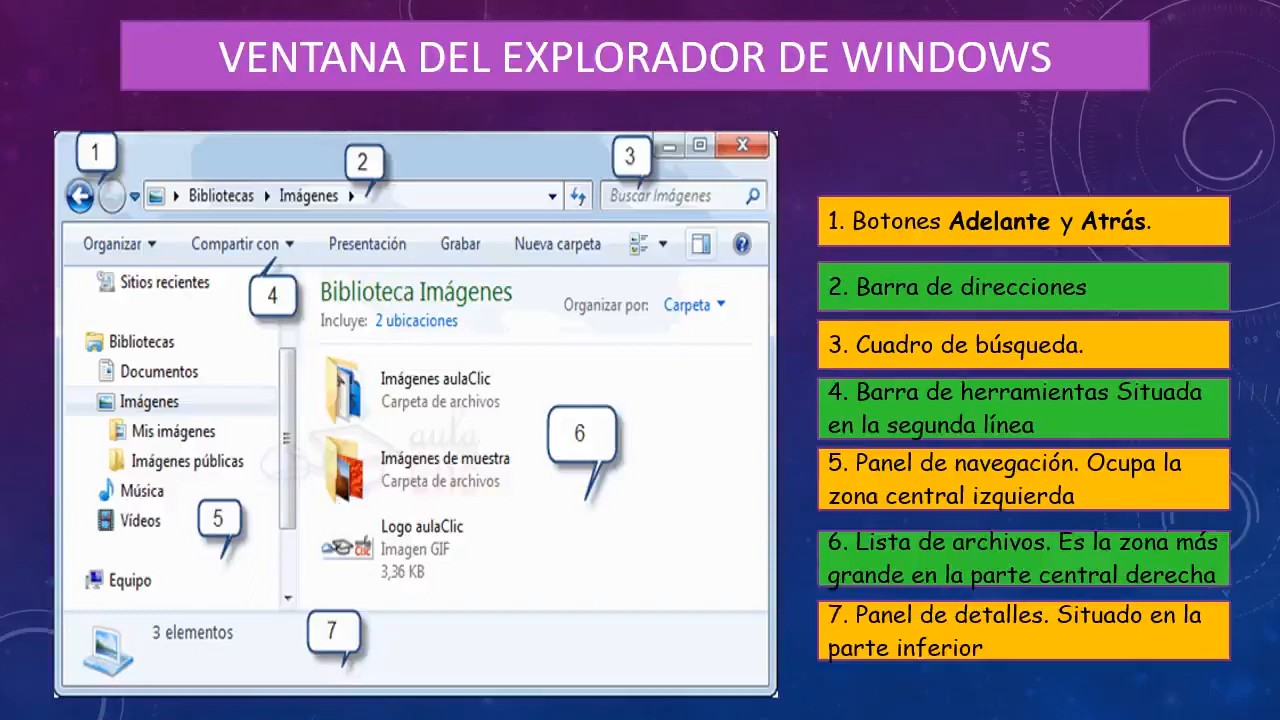 VENTANA DEL EXPLORADOR DE WINDOWS
1
2
3
Bibliotecas
Imágenes
Buscar Imágenes
Organizar
Compartir con
Presentación
Grabar
Nueva carpeta
Sitios recientes
4
Biblioteca Imágenes
Organizar por: Carpeta
Incluye: 2 ubicaciones
Bibliotecas
Documentos
Imágenes
Mis imágenes
Imágenes públicas
Música
Vídeos
5
Equipo
Imágenes aulaClic
Carpeta de archivos
6
aula
Imágenes de muestra
Carpeta de archivos
Logo aulaClic
Imagen GIF
3,36 KB
3 elementos
7
1. Botones Adelante y Atrás.
2. Barra de direcciones
3. Cuadro de búsqueda.
4. Barra de herramientas Situada
en la segunda línea
5. Panel de navegación. Ocupa la
zona central izquierda
6. Lista de archivos. Es la zona más
grande en la parte central derecha
7. Panel de detalles. Situado en la
parte inferior